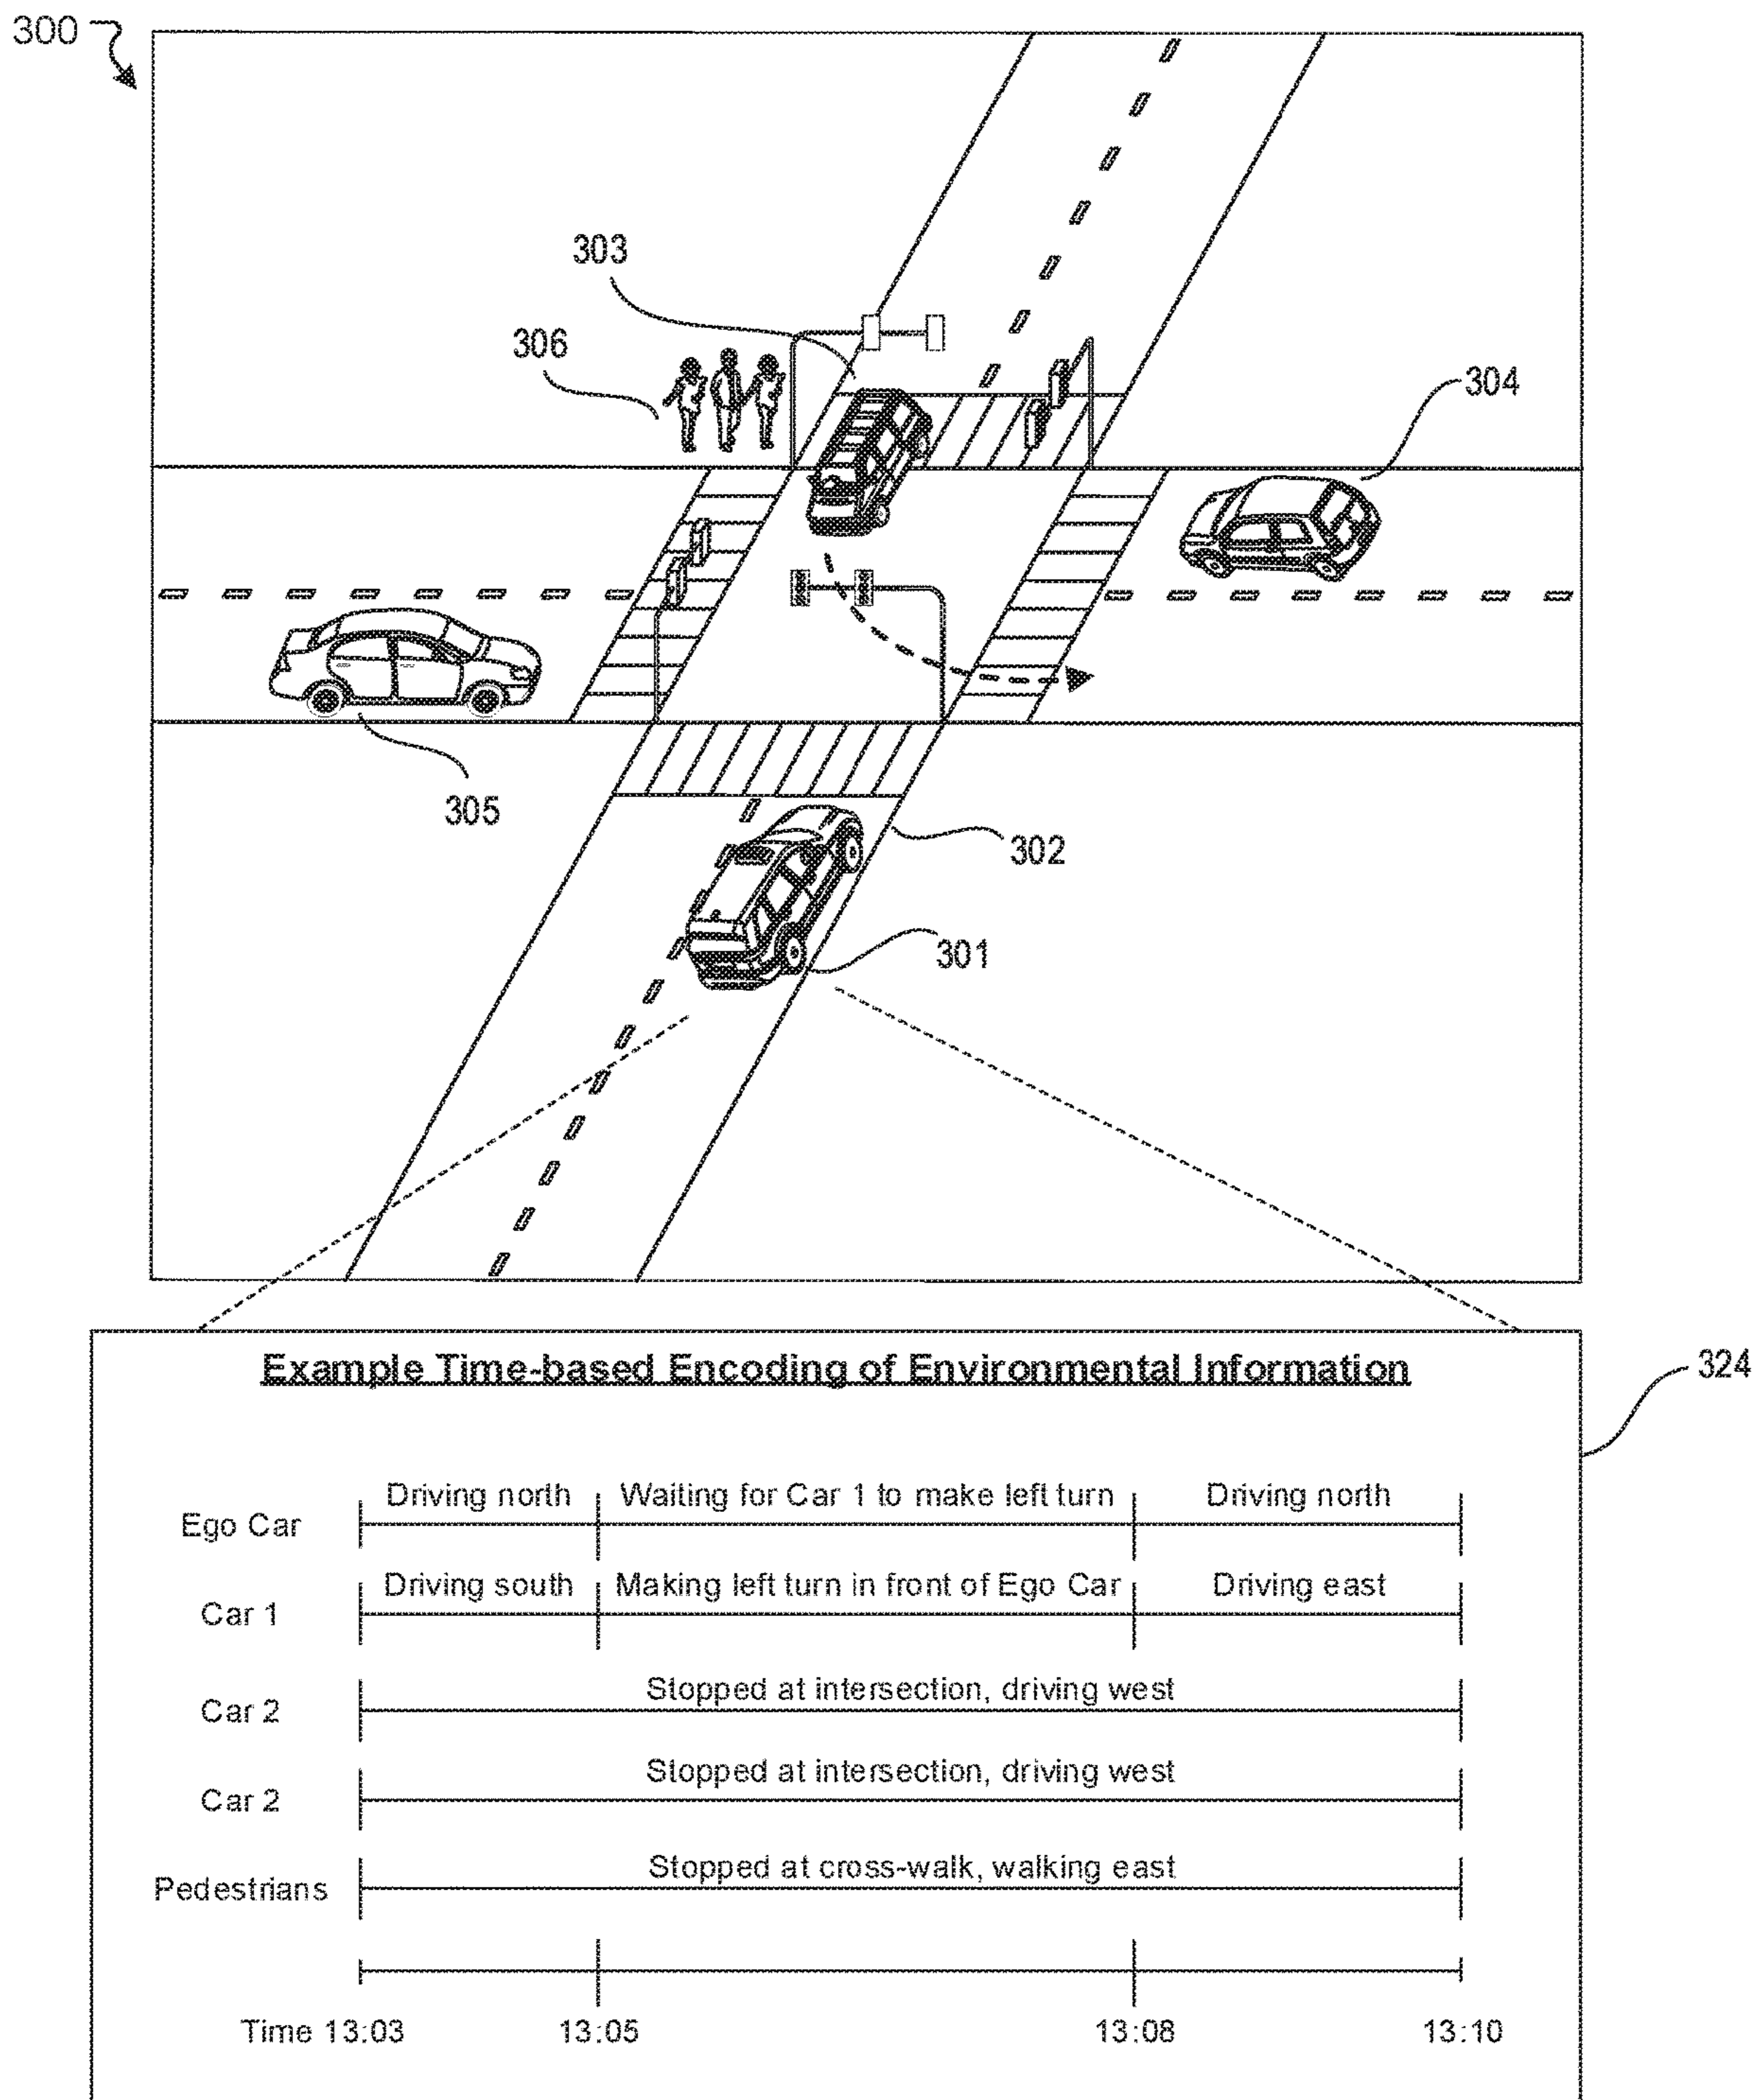 300
303
306
304
305
302
301
324
Example Time-based Encoding of Environmental Information
Driving north Waiting for Car 1 to make left turn Driving north
Ego Car
Driving south Making left turn in front of Ego Car Driving east
Car 1
Stopped at intersection, driving west
Car 2
Stopped at intersection, driving west
Car 2
Stopped at cross-walk, walking east
Pedestrians
Time 13:03 13:05 13:08 13:10